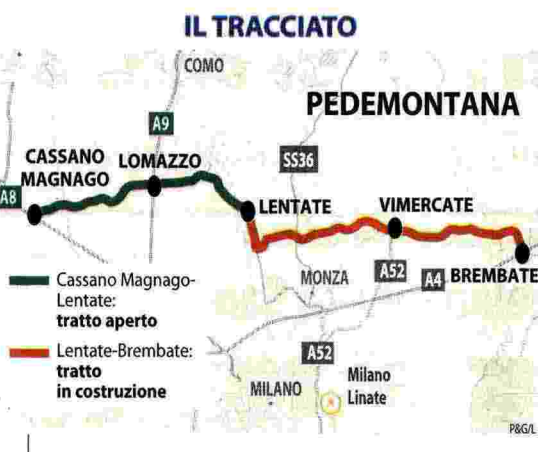 IL TRACCIATO
COMO
PEDEMONTANA
A9
CASSANO
MAGNAGO
LOMAZZO
SS36
A8
LENTATE
VIMERCATE
Cassano Magnago-
Lentate:
tratto aperto
MONZA
A52
A4
BREMBATE
Lentate-Brembate:
tratto
in costruzione
A52
MILANO
Milano
Linate
P&G/L